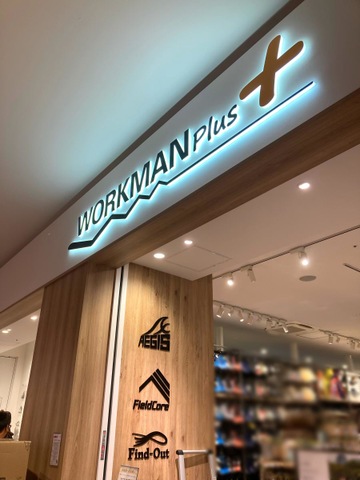 WORKMAN Plus
AEGIS
FieldCore
Find-Out